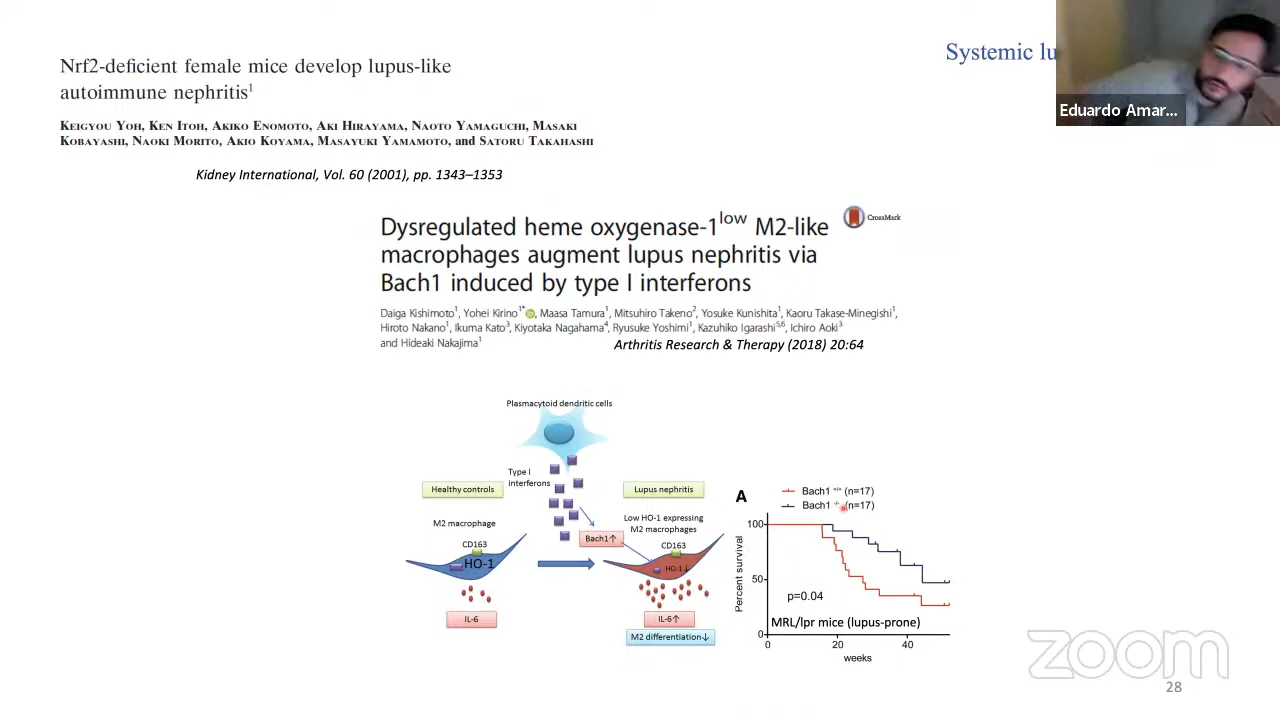 Nrf2-deficient female mice develop lupus-like
autoimmune nephritis1
KEIGYOU YOH, KEN ITOH, AKIKO ENOMOTO, AKI HIRAYAMA, NAOTO YAMAGUCHI, MASAKI
KOBAYASHI, NAOKI MORITO, AKIO KOYAMA, MASAYUKI YAMAMOTO, and SATORU TAKAHASHI
Kidney International, Vol. 60 (2001), pp. 1343–1353
Systemic lu
Eduardo Amar...
Dysregulated heme oxygenase-1low M2-like
macrophages augment lupus nephritis via
Bach1 induced by type I interferons
CrossMark
Daiga Kishimoto1, Yohei Kirino1*, Maasa Tamura1, Mitsuhiro Takeno2, Yosuke Kunishita1, Kaoru Takase-Minegishi1,
Hiroto Nakano1, Ikuma Kato3, Kiyotaka Nagahama4, Ryusuke Yoshimi1, Kazuhiko Igarashi5,6, Ichiro Aoki3
and Hideaki Nakajima1
Arthritis Research & Therapy (2018) 20:64
Plasmacytoid dendritic cells
Type I
interferons
Healthy controls
Lupus nephritis
M2 macrophage
Low HO-1 expressing
M2 macrophages
CD163
HO-1
Bach1↑
CD163
HO-1↓
IL-6
IL-6↑
M2 differentiation↓
A
Bach1 +/+ (n=17)
Bach1 -/- (n=17)
Percent survival
100
50
0
p=0.04
MRL/lpr mice (lupus-prone)
0 20 40
weeks
zoom
28